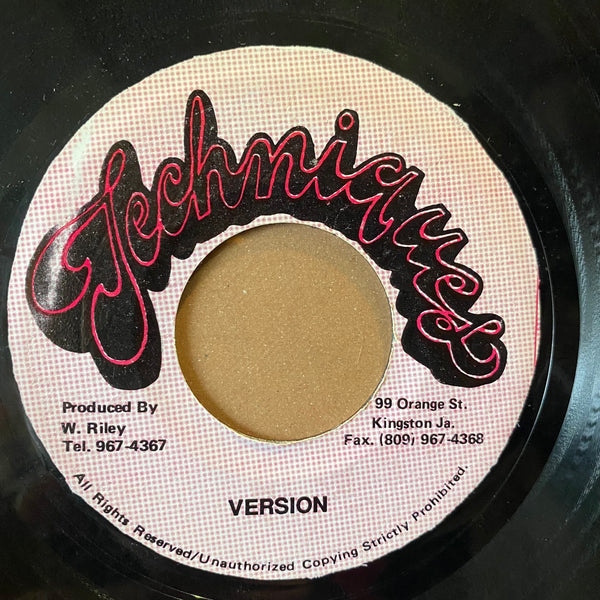 Techniques
Produced By
W. Riley
Tel. 967-4367
99 Orange St.
Kingston Ja.
Fax. (809) 967-4368
VERSION
All Rights Reserved/Unauthorized Copying Strictly Prohibited.